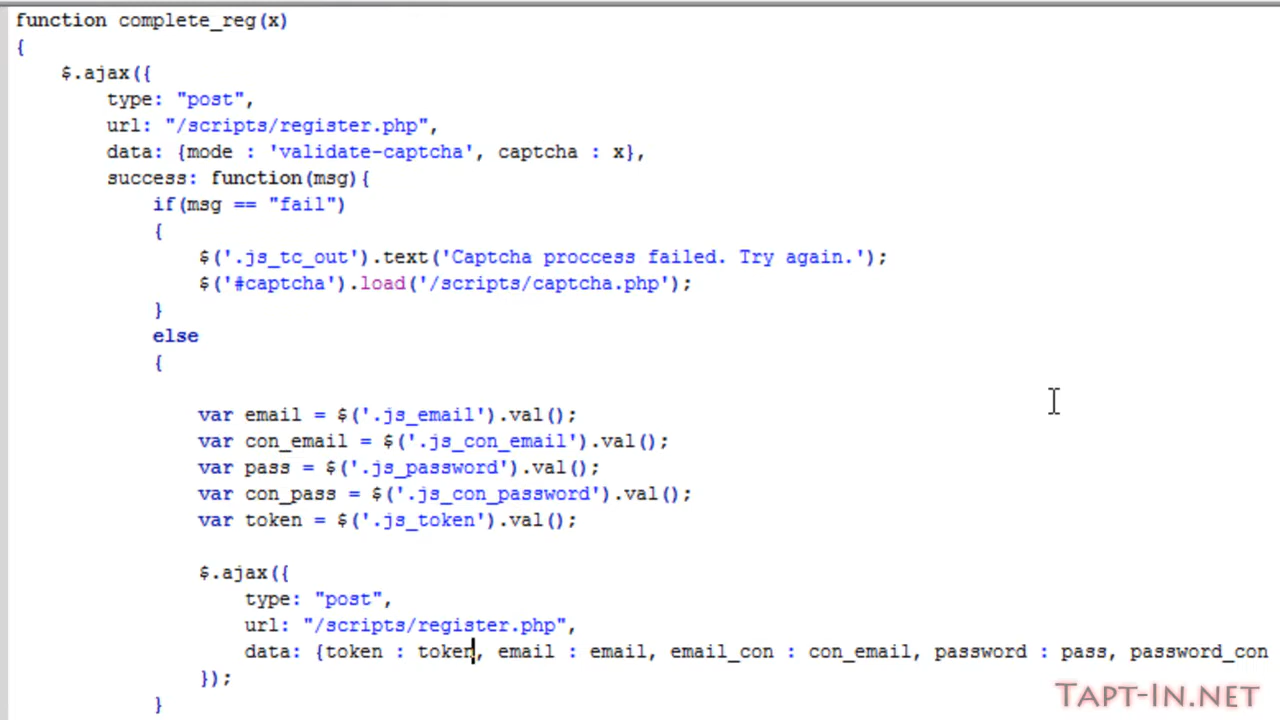 function complete_reg(x)
{
$.ajax({
type: "post",
url: "/scripts/register.php",
data: {mode : 'validate-captcha', captcha : x},
success: function(msg){
if(msg == "fail")
{
$('.js_tc_out').text('Captcha proccess failed. Try again.');
$('#captcha').load('/scripts/captcha.php');
}
else
{
var email = $('.js_email').val();
var con_email = $('.js_con_email').val();
var pass = $('.js_password').val();
var con_pass = $('.js_con_password').val();
var token = $('.js_token').val();
$.ajax({
type: "post",
url: "/scripts/register.php",
data: {token : token, email : email, email_con : con_email, password : pass, password_con
});
}
TAPT-IN.NET